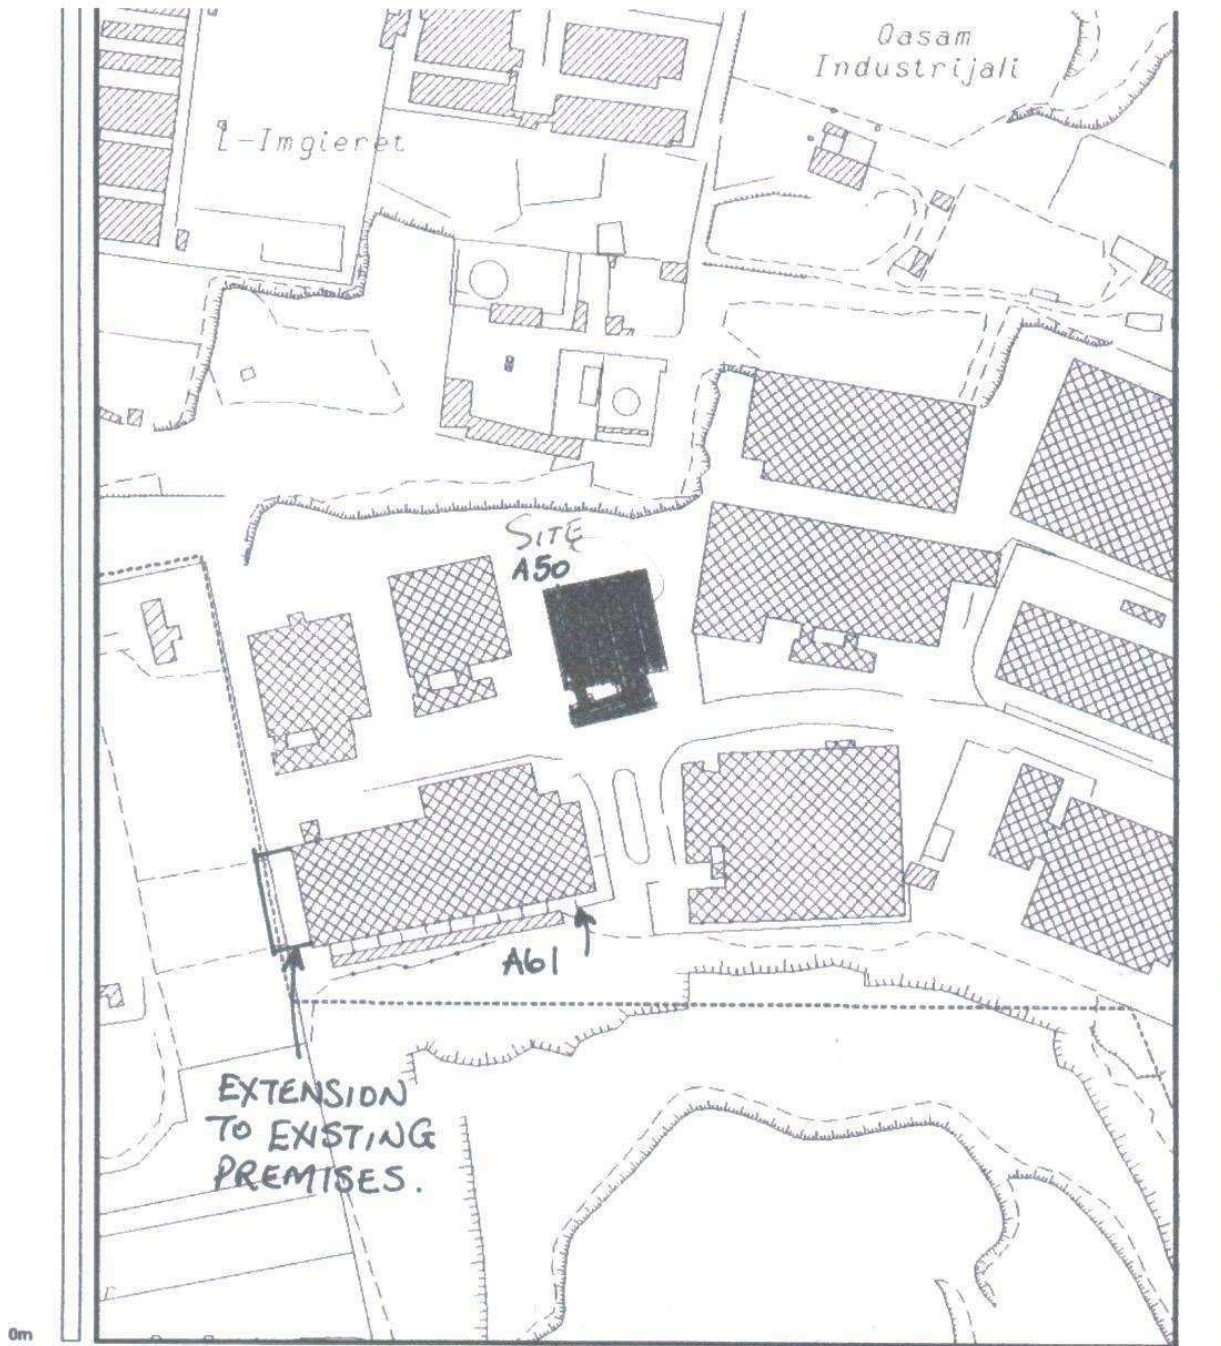 Qasam
Industrijali
L-Imgieret
SITE
A50
A61
EXTENSION
TO EXISTING
PREMISES.
0m